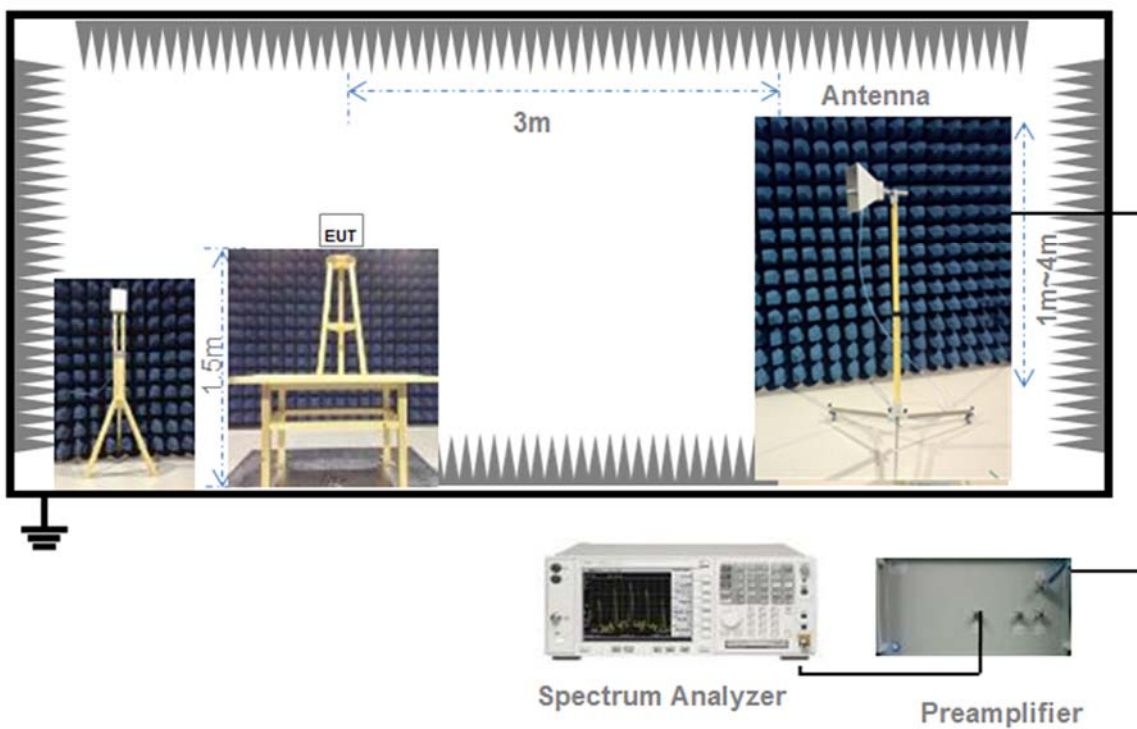 Antenna
3m
EUT
1m~4m
1.5m
Spectrum Analyzer
Preamplifier